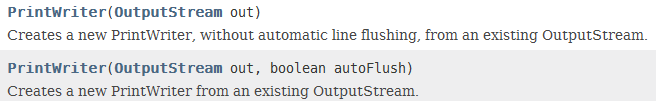 PrintWriter(OutputStream out)
Creates a new PrintWriter, without automatic line flushing, from an existing OutputStream.
PrintWriter(OutputStream out, boolean autoFlush)
Creates a new PrintWriter from an existing OutputStream.